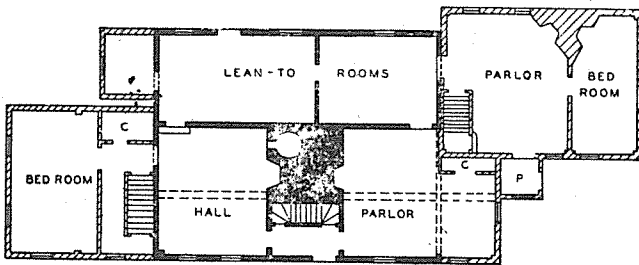 LEAN-TO ROOMS
PARLOR
BED ROOM
C
BED ROOM
C
P
HALL
PARLOR